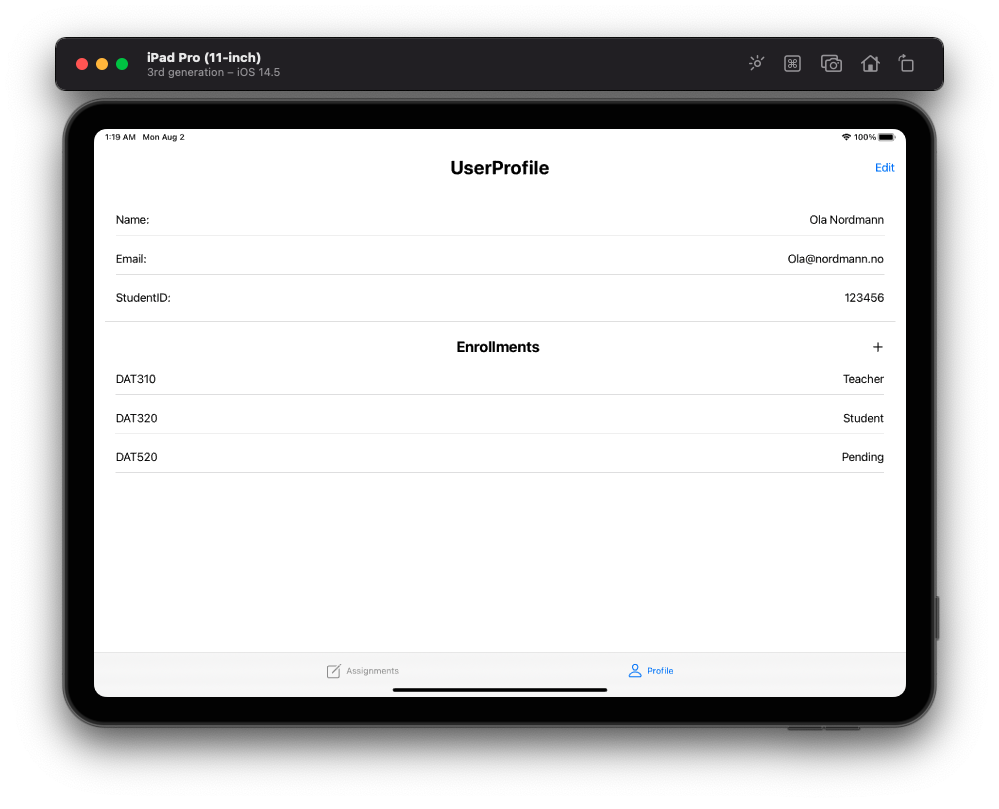 iPad Pro (11-inch)
3rd generation – iOS 14.5
1:19 AM Mon Aug 2 100%
UserProfile Edit
Name: Ola Nordmann
Email: Ola@nordmann.no
StudentID: 123456
Enrollments +
DAT310 Teacher
DAT320 Student
DAT520 Pending
Assignments Profile